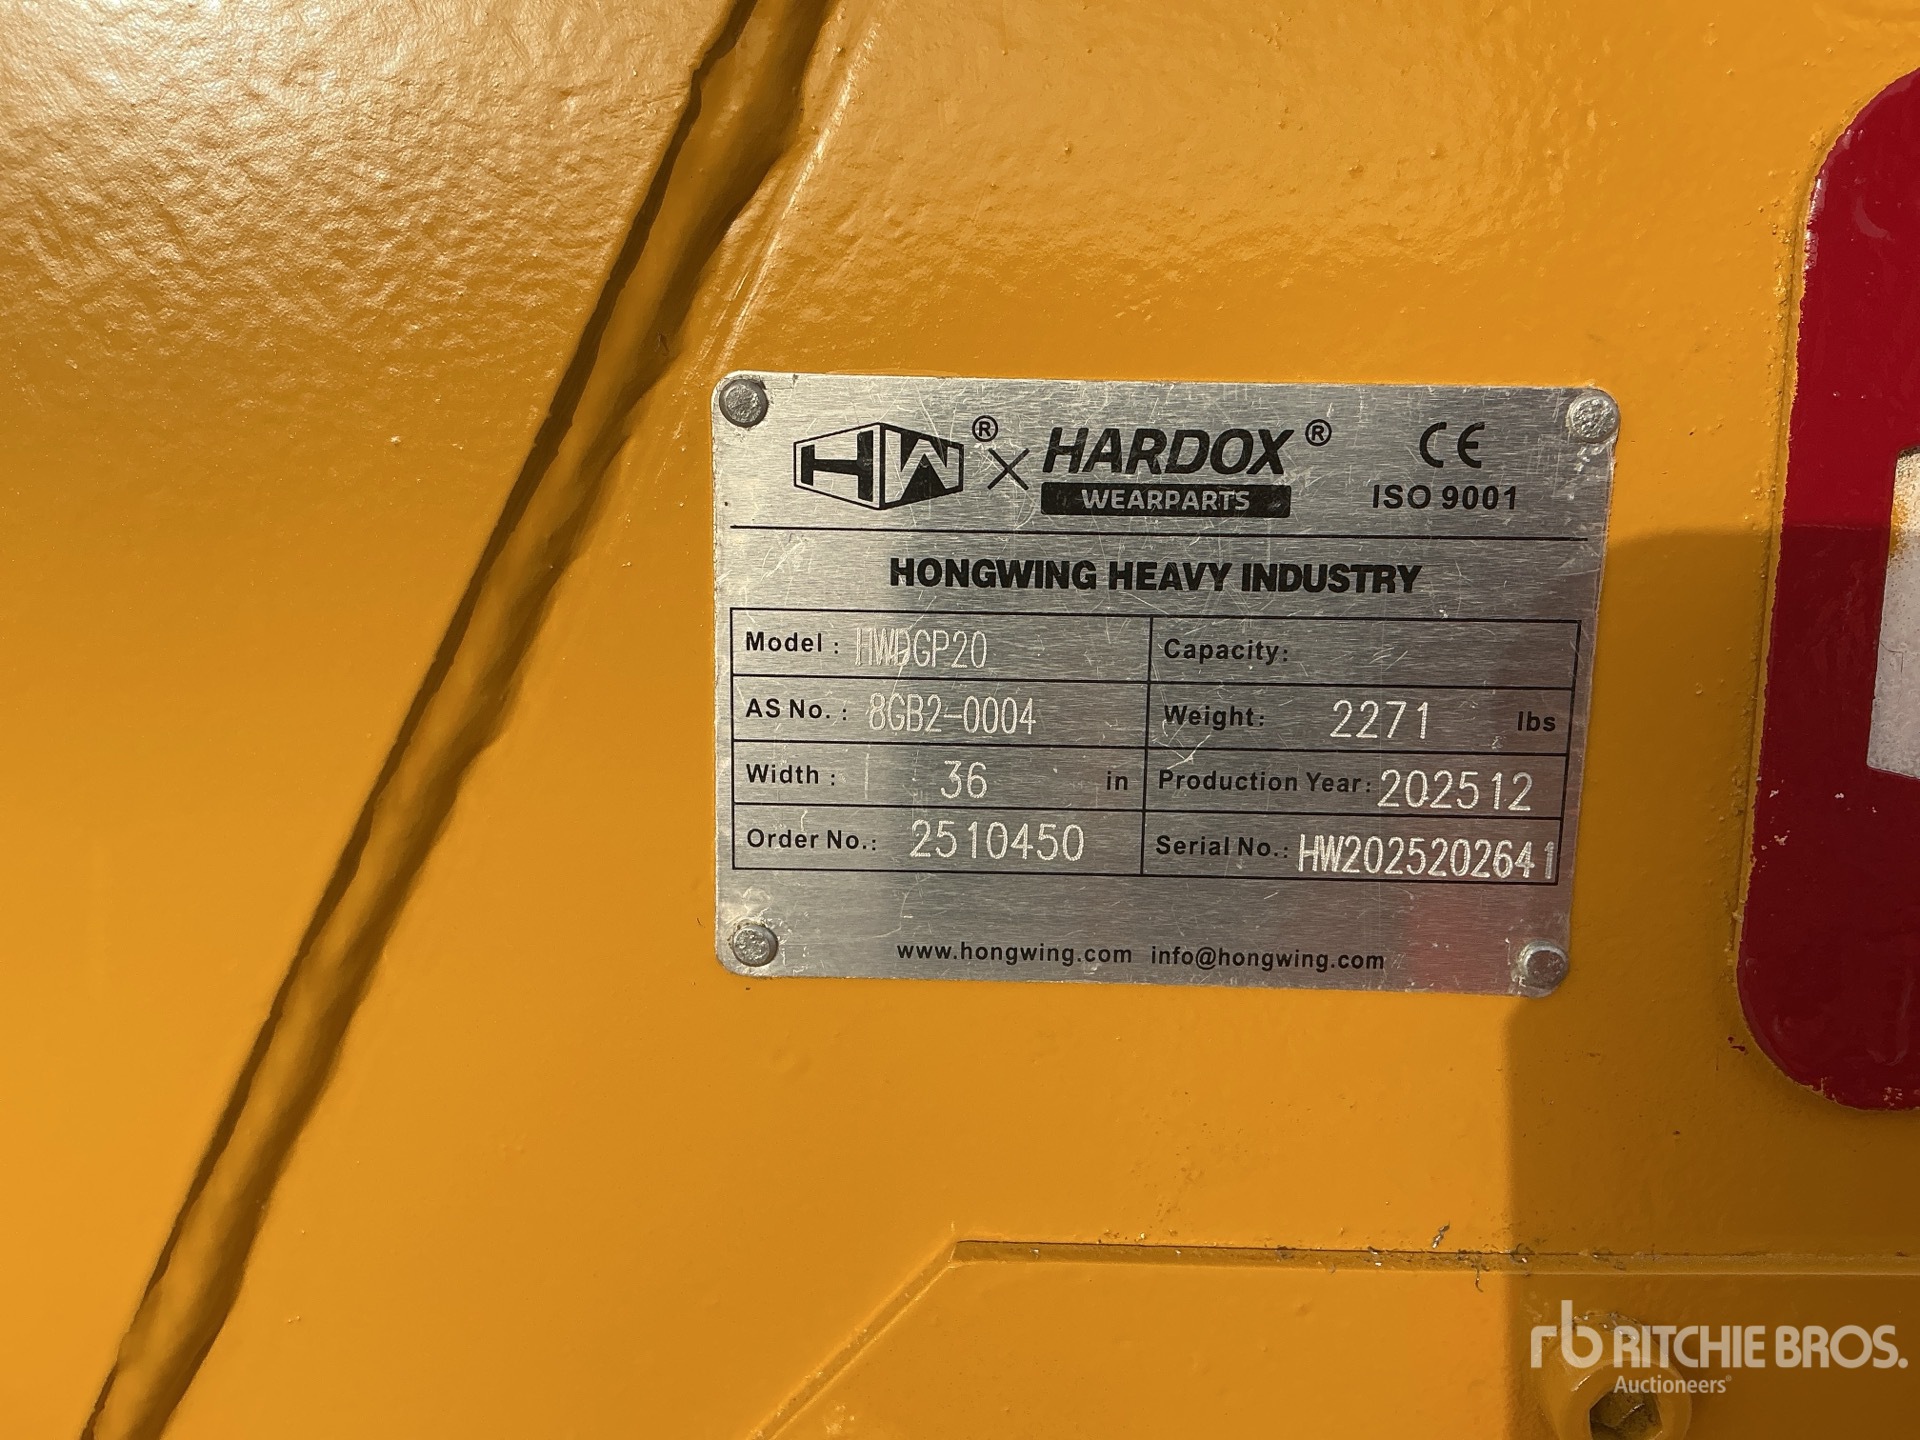 HW® × HARDOX® CE
WEARPARTS ISO 9001
HONGWING HEAVY INDUSTRY
Model : HWDGP20 Capacity:
AS No. : 8GB2-0004 Weight: 2271 lbs
Width : 36 in Production Year: 202512
Order No.: 2510450 Serial No.: HW2025202641
www.hongwing.com info@hongwing.com
rb RITCHIE BROS.
Auctioneers®